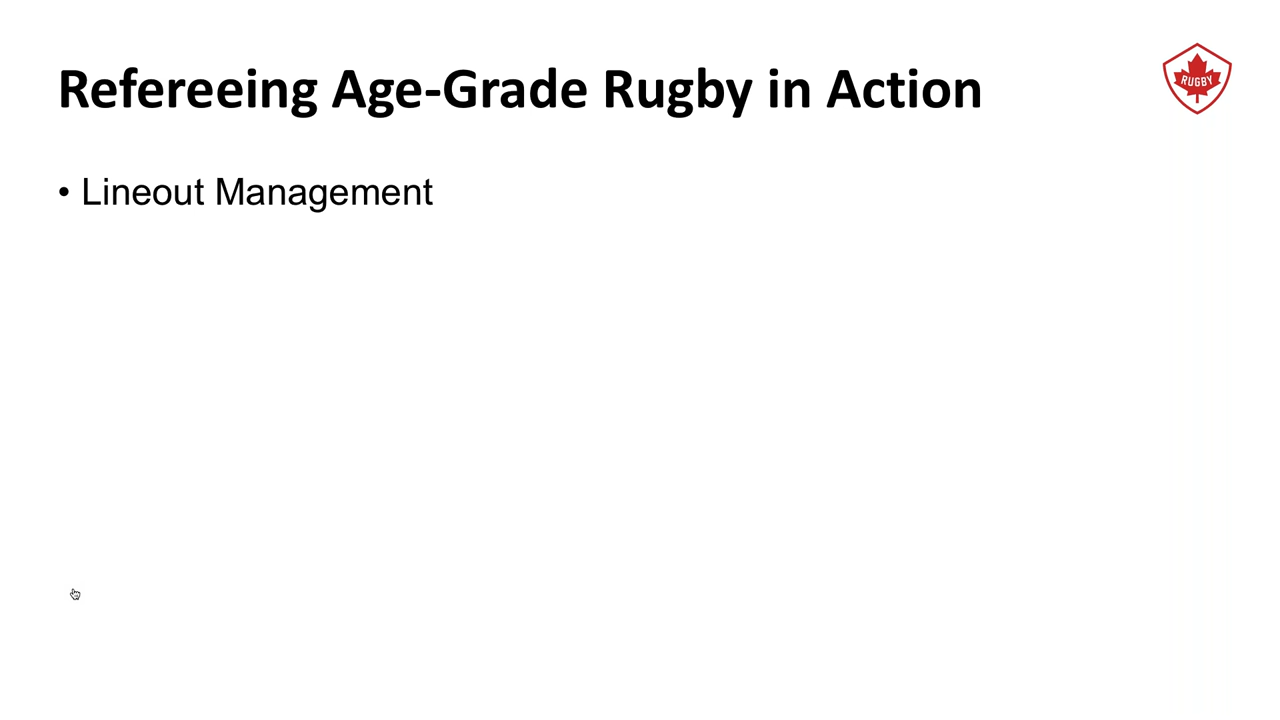 Refereeing Age-Grade Rugby in Action
RUGBY
• Lineout Management